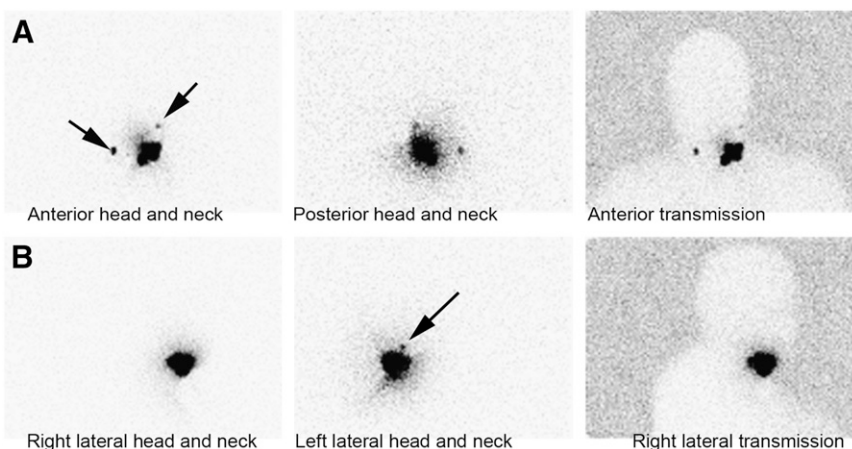 A
Anterior head and neck
Posterior head and neck
Anterior transmission
B
Right lateral head and neck
Left lateral head and neck
Right lateral transmission